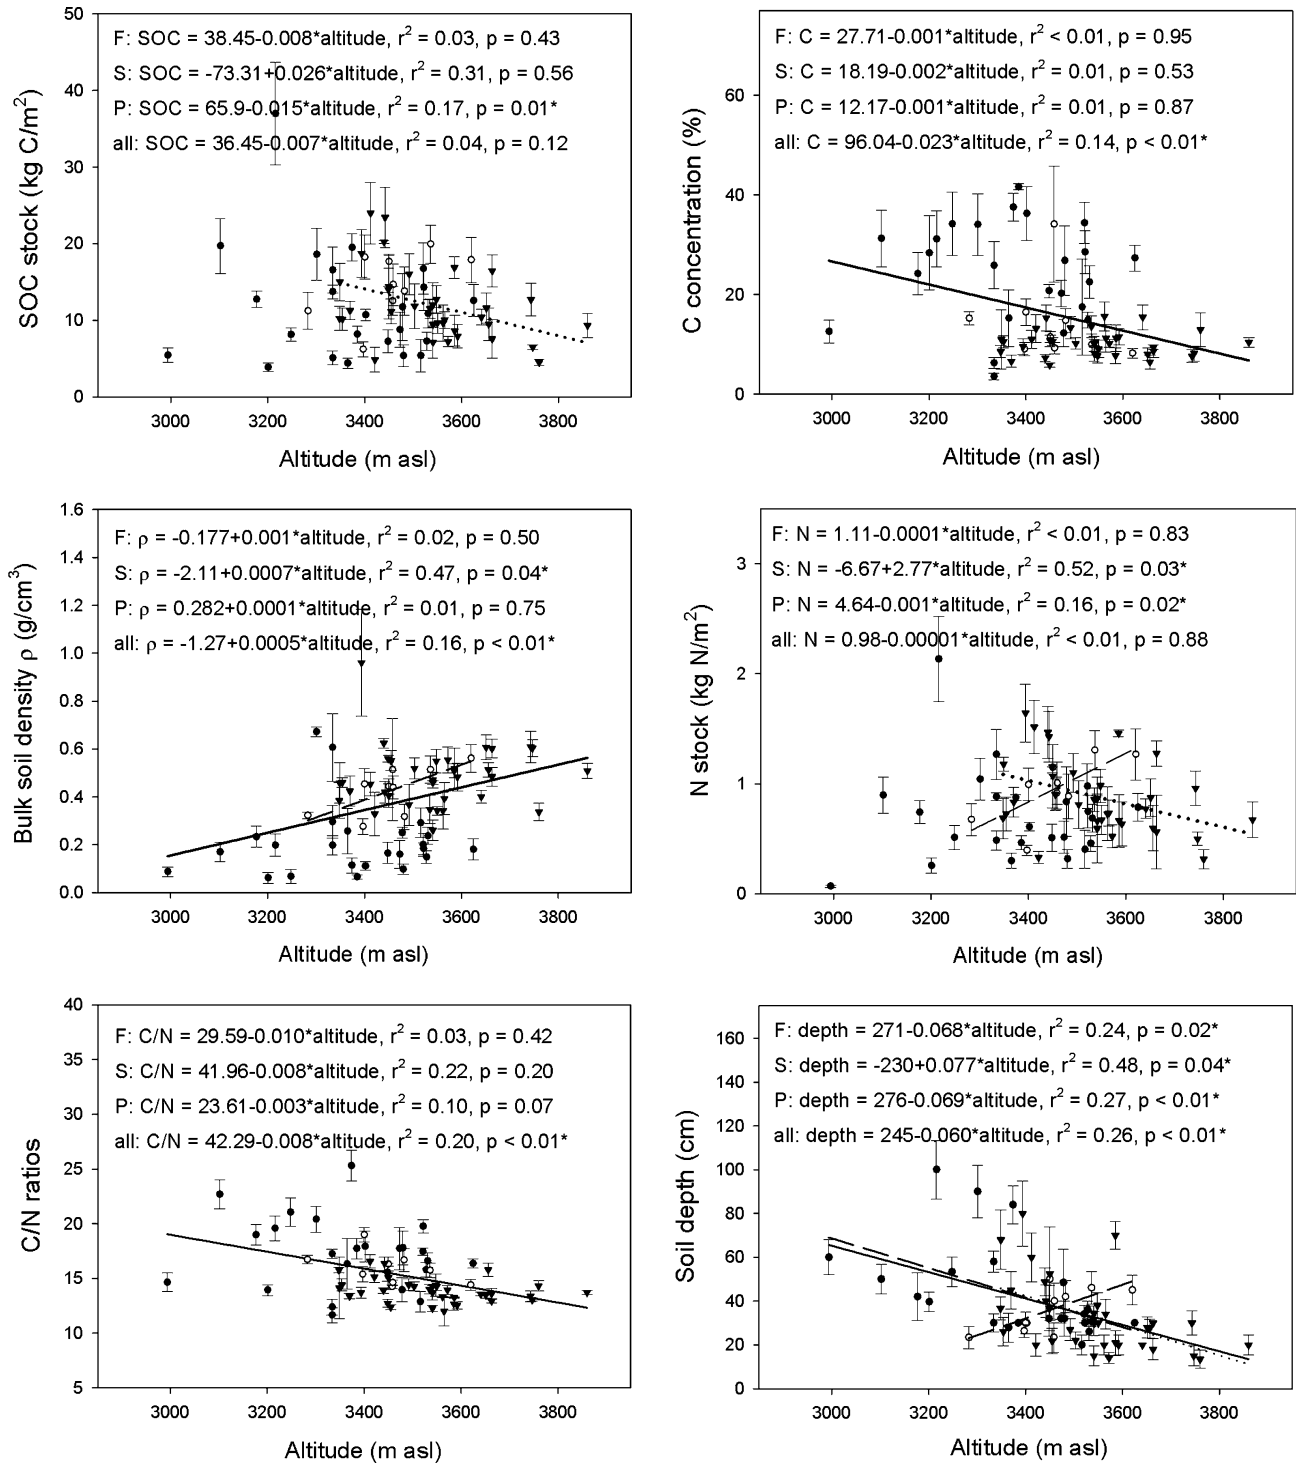 F: SOC = 38.45-0.008*altitude, r² = 0.03, p = 0.43
S: SOC = -73.31+0.026*altitude, r² = 0.31, p = 0.56
P: SOC = 65.9-0.015*altitude, r² = 0.17, p = 0.01*
all: SOC = 36.45-0.007*altitude, r² = 0.04, p = 0.12
SOC stock (kg C/m²)
50
40
30
20
10
0
3000 3200 3400 3600 3800
Altitude (m asl)
F: C = 27.71-0.001*altitude, r² < 0.01, p = 0.95
S: C = 18.19-0.002*altitude, r² = 0.01, p = 0.53
P: C = 12.17-0.001*altitude, r² = 0.01, p = 0.87
all: C = 96.04-0.023*altitude, r² = 0.14, p < 0.01*
C concentration (%)
60
40
20
0
3000 3200 3400 3600 3800
Altitude (m asl)
F: ρ = -0.177+0.001*altitude, r² = 0.02, p = 0.50
S: ρ = -2.11+0.0007*altitude, r² = 0.47, p = 0.04*
P: ρ = 0.282+0.0001*altitude, r² = 0.01, p = 0.75
all: ρ = -1.27+0.0005*altitude, r² = 0.16, p < 0.01*
Bulk soil density ρ (g/cm³)
1.6
1.4
1.2
1.0
0.8
0.6
0.4
0.2
0.0
3000 3200 3400 3600 3800
Altitude (m asl)
F: N = 1.11-0.0001*altitude, r² < 0.01, p = 0.83
S: N = -6.67+2.77*altitude, r² = 0.52, p = 0.03*
P: N = 4.64-0.001*altitude, r² = 0.16, p = 0.02*
all: N = 0.98-0.00001*altitude, r² < 0.01, p = 0.88
N stock (kg N/m²)
3
2
1
0
3000 3200 3400 3600 3800
Altitude (m asl)
F: C/N = 29.59-0.010*altitude, r² = 0.03, p = 0.42
S: C/N = 41.96-0.008*altitude, r² = 0.22, p = 0.20
P: C/N = 23.61-0.003*altitude, r² = 0.10, p = 0.07
all: C/N = 42.29-0.008*altitude, r² = 0.20, p < 0.01*
C/N ratios
40
35
30
25
20
15
10
5
3000 3200 3400 3600 3800
Altitude (m asl)
F: depth = 271-0.068*altitude, r² = 0.24, p = 0.02*
S: depth = -230+0.077*altitude, r² = 0.48, p = 0.04*
P: depth = 276-0.069*altitude, r² = 0.27, p < 0.01*
all: depth = 245-0.060*altitude, r² = 0.26, p < 0.01*
Soil depth (cm)
160
140
120
100
80
60
40
20
0
3000 3200 3400 3600 3800
Altitude (m asl)